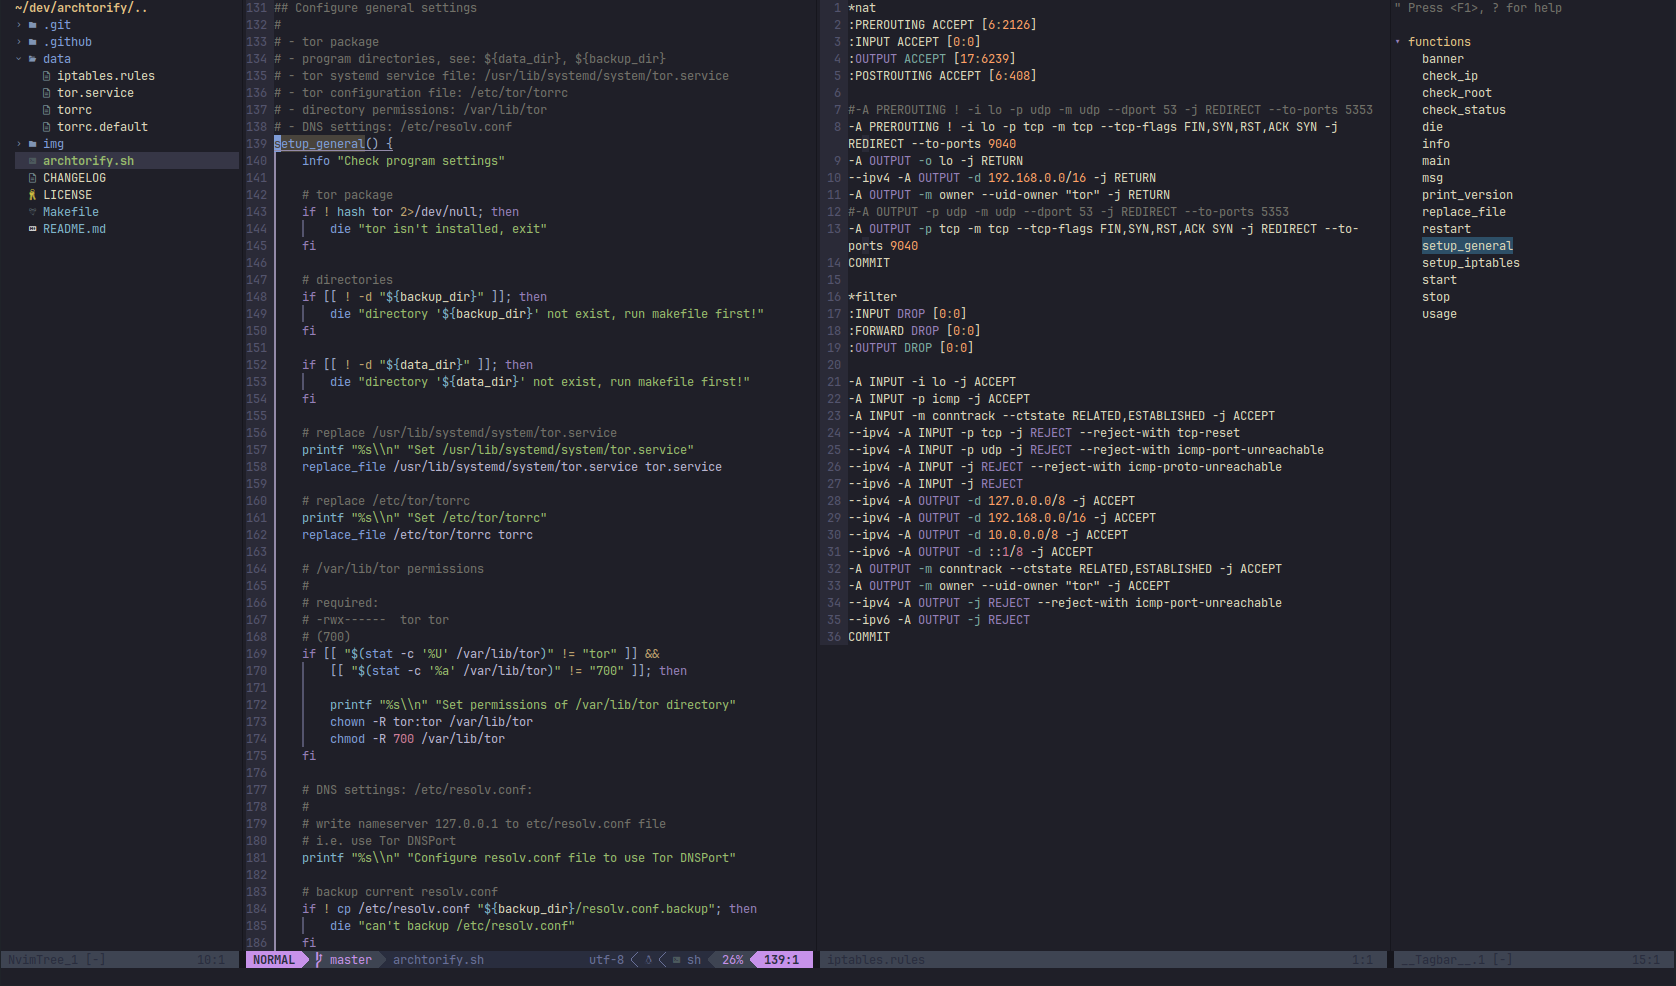 ~/dev/archtorify/..
.git
.github
data
iptables.rules
tor.service
torrc
torrc.default
img
archtorify.sh
CHANGELOG
LICENSE
Makefile
README.md
NvimTree_1 [-] 10:1
131 ## Configure general settings
132 #
133 # - tor package
134 # - program directories, see: ${data_dir}, ${backup_dir}
135 # - tor systemd service file: /usr/lib/systemd/system/tor.service
136 # - tor configuration file: /etc/tor/torrc
137 # - directory permissions: /var/lib/tor
138 # - DNS settings: /etc/resolv.conf
139 setup_general() {
140     info "Check program settings"
141
142     # tor package
143     if ! hash tor 2>/dev/null; then
144         die "tor isn't installed, exit"
145     fi
146
147     # directories
148     if [[ ! -d "${backup_dir}" ]]; then
149         die "directory '${backup_dir}' not exist, run makefile first!"
150     fi
151
152     if [[ ! -d "${data_dir}" ]]; then
153         die "directory '${data_dir}' not exist, run makefile first!"
154     fi
155
156     # replace /usr/lib/systemd/system/tor.service
157     printf "%s\\n" "Set /usr/lib/systemd/system/tor.service"
158     replace_file /usr/lib/systemd/system/tor.service tor.service
159
160     # replace /etc/tor/torrc
161     printf "%s\\n" "Set /etc/tor/torrc"
162     replace_file /etc/tor/torrc torrc
163
164     # /var/lib/tor permissions
165     #
166     # required:
167     # -rwx------  tor tor
168     # (700)
169     if [[ "$(stat -c '%U' /var/lib/tor)" != "tor" ]] &&
170         [[ "$(stat -c '%a' /var/lib/tor)" != "700" ]]; then
171
172         printf "%s\\n" "Set permissions of /var/lib/tor directory"
173         chown -R tor:tor /var/lib/tor
174         chmod -R 700 /var/lib/tor
175     fi
176
177     # DNS settings: /etc/resolv.conf:
178     #
179     # write nameserver 127.0.0.1 to etc/resolv.conf file
180     # i.e. use Tor DNSPort
181     printf "%s\\n" "Configure resolv.conf file to use Tor DNSPort"
182
183     # backup current resolv.conf
184     if ! cp /etc/resolv.conf "${backup_dir}/resolv.conf.backup"; then
185         die "can't backup /etc/resolv.conf"
186     fi
NORMAL master archtorify.sh utf-8 sh 26% 139:1
1 *nat
2 :PREROUTING ACCEPT [6:2126]
3 :INPUT ACCEPT [0:0]
4 :OUTPUT ACCEPT [17:6239]
5 :POSTROUTING ACCEPT [6:408]
6
7 #-A PREROUTING ! -i lo -p udp -m udp --dport 53 -j REDIRECT --to-ports 5353
8 -A PREROUTING ! -i lo -p tcp -m tcp --tcp-flags FIN,SYN,RST,ACK SYN -j
REDIRECT --to-ports 9040
9 -A OUTPUT -o lo -j RETURN
10 --ipv4 -A OUTPUT -d 192.168.0.0/16 -j RETURN
11 -A OUTPUT -m owner --uid-owner "tor" -j RETURN
12 #-A OUTPUT -p udp -m udp --dport 53 -j REDIRECT --to-ports 5353
13 -A OUTPUT -p tcp -m tcp --tcp-flags FIN,SYN,RST,ACK SYN -j REDIRECT --to-
ports 9040
14 COMMIT
15
16 *filter
17 :INPUT DROP [0:0]
18 :FORWARD DROP [0:0]
19 :OUTPUT DROP [0:0]
20
21 -A INPUT -i lo -j ACCEPT
22 -A INPUT -p icmp -j ACCEPT
23 -A INPUT -m conntrack --ctstate RELATED,ESTABLISHED -j ACCEPT
24 --ipv4 -A INPUT -p tcp -j REJECT --reject-with tcp-reset
25 --ipv4 -A INPUT -p udp -j REJECT --reject-with icmp-port-unreachable
26 --ipv4 -A INPUT -j REJECT --reject-with icmp-proto-unreachable
27 --ipv6 -A INPUT -j REJECT
28 --ipv4 -A OUTPUT -d 127.0.0.0/8 -j ACCEPT
29 --ipv4 -A OUTPUT -d 192.168.0.0/16 -j ACCEPT
30 --ipv4 -A OUTPUT -d 10.0.0.0/8 -j ACCEPT
31 --ipv6 -A OUTPUT -d ::1/8 -j ACCEPT
32 -A OUTPUT -m conntrack --ctstate RELATED,ESTABLISHED -j ACCEPT
33 -A OUTPUT -m owner --uid-owner "tor" -j ACCEPT
34 --ipv4 -A OUTPUT -j REJECT --reject-with icmp-port-unreachable
35 --ipv6 -A OUTPUT -j REJECT
36 COMMIT
iptables.rules 1:1
" Press <F1>, ? for help
functions
banner
check_ip
check_root
check_status
die
info
main
msg
print_version
replace_file
restart
setup_general
setup_iptables
start
stop
usage
__Tagbar__.1 [-] 15:1